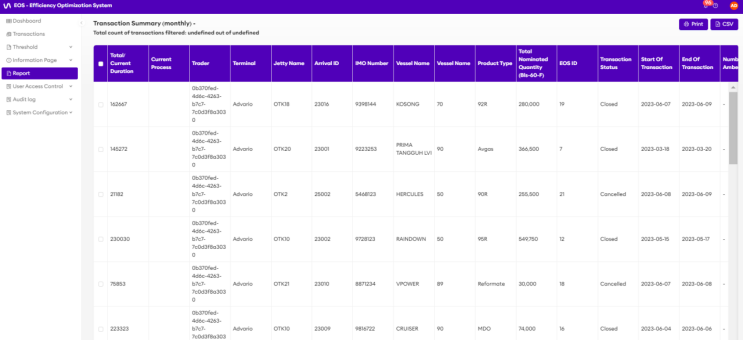 EOS - Efficiency Optimization System
AD
Dashboard
Transactions
Threshold
Information Page
Report
User Access Control
Audit log
System Configuration
Transaction Summary (monthly) -
Total count of transactions filtered: undefined out of undefined
Print
CSV
Total/ Current Duration Current Process Trader Terminal Jetty Name Arrival ID IMO Number Vessel Name Vessel Name Product Type Total Nominated Quantity (Bls-60-F) EOS ID Transaction Status Start Of Transaction End Of Transaction Numb Ambe
162667 0b370fed-4d6c-4263-b7c7-7c0d3f8a3030 Advario OTK18 23016 9398144 KOSONG 70 92R 280,000 19 Closed 2023-06-07 2023-06-09 -
145272 0b370fed-4d6c-4263-b7c7-7c0d3f8a3030 Advario OTK20 23001 9223253 PRIMA TANGGUH LVI 90 Avgas 366,500 7 Closed 2023-03-18 2023-03-20 -
21182 0b370fed-4d6c-4263-b7c7-7c0d3f8a3030 Advario OTK2 25002 5468123 HERCULES 50 90R 255,500 21 Cancelled 2023-06-08 2023-06-09 -
230030 0b370fed-4d6c-4263-b7c7-7c0d3f8a3030 Advario OTK10 23002 9728123 RAINDOWN 50 95R 549,750 12 Closed 2023-05-15 2023-05-17 -
75853 0b370fed-4d6c-4263-b7c7-7c0d3f8a3030 Advario OTK21 23010 8871234 VPOWER 89 Reformate 30,000 18 Cancelled 2023-06-07 2023-06-08 -
223323 0b370fed-4d6c-4263-b7c7-7c0d3f8a303 Advario OTK10 23009 9816722 CRUISER 90 MDO 74,000 16 Closed 2023-06-04 2023-06-06 -